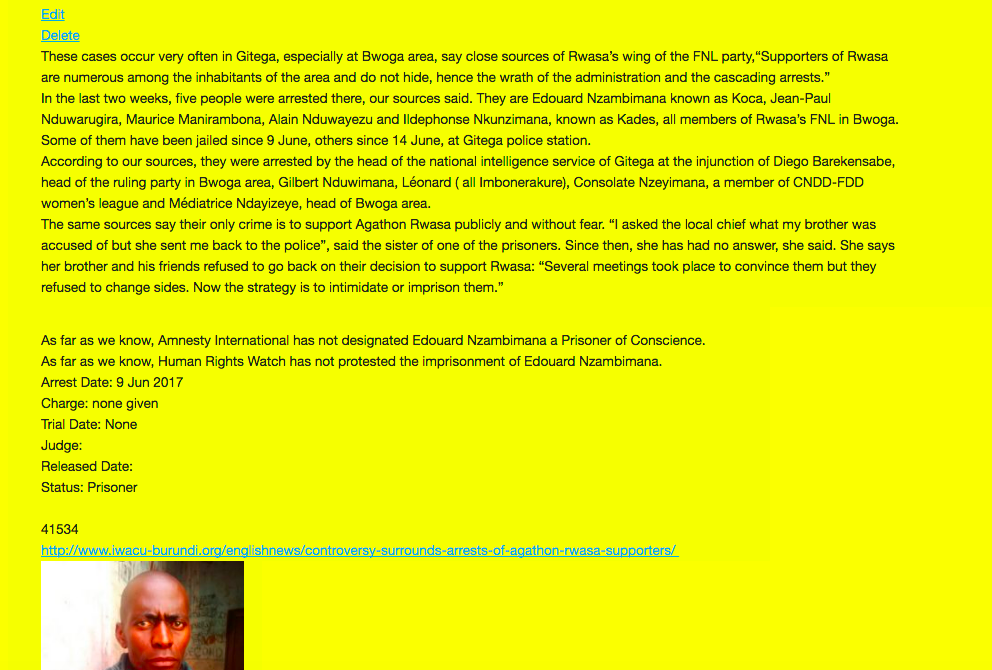 Edit
Delete
These cases occur very often in Gitega, especially at Bwoga area, say close sources of Rwasa’s wing of the FNL party,“Supporters of Rwasa
are numerous among the inhabitants of the area and do not hide, hence the wrath of the administration and the cascading arrests.”
In the last two weeks, five people were arrested there, our sources said. They are Edouard Nzambimana known as Koca, Jean-Paul
Nduwarugira, Maurice Manirambona, Alain Nduwayezu and Ildephonse Nkunzimana, known as Kades, all members of Rwasa’s FNL in Bwoga.
Some of them have been jailed since 9 June, others since 14 June, at Gitega police station.
According to our sources, they were arrested by the head of the national intelligence service of Gitega at the injunction of Diego Barekensabe,
head of the ruling party in Bwoga area, Gilbert Nduwimana, Léonard ( all Imbonerakure), Consolate Nzeyimana, a member of CNDD-FDD
women’s league and Médiatrice Ndayizeye, head of Bwoga area.
The same sources say their only crime is to support Agathon Rwasa publicly and without fear. “I asked the local chief what my brother was
accused of but she sent me back to the police”, said the sister of one of the prisoners. Since then, she has had no answer, she said. She says
her brother and his friends refused to go back on their decision to support Rwasa: “Several meetings took place to convince them but they
refused to change sides. Now the strategy is to intimidate or imprison them.”
As far as we know, Amnesty International has not designated Edouard Nzambimana a Prisoner of Conscience.
As far as we know, Human Rights Watch has not protested the imprisonment of Edouard Nzambimana.
Arrest Date: 9 Jun 2017
Charge: none given
Trial Date: None
Judge:
Released Date:
Status: Prisoner
41534
http://www.iwacu-burundi.org/englishnews/controversy-surrounds-arrests-of-agathon-rwasa-supporters/